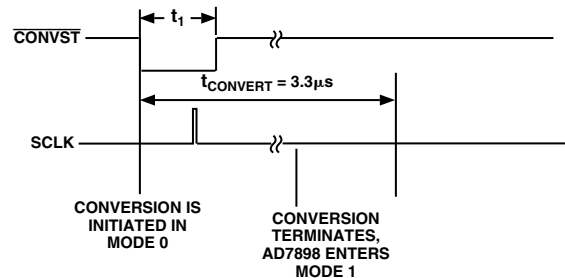 t1
CONVST
tCONVERT = 3.3µs
SCLK
CONVERSION IS
INITIATED IN
MODE 0
CONVERSION
TERMINATES,
AD7898 ENTERS
MODE 1